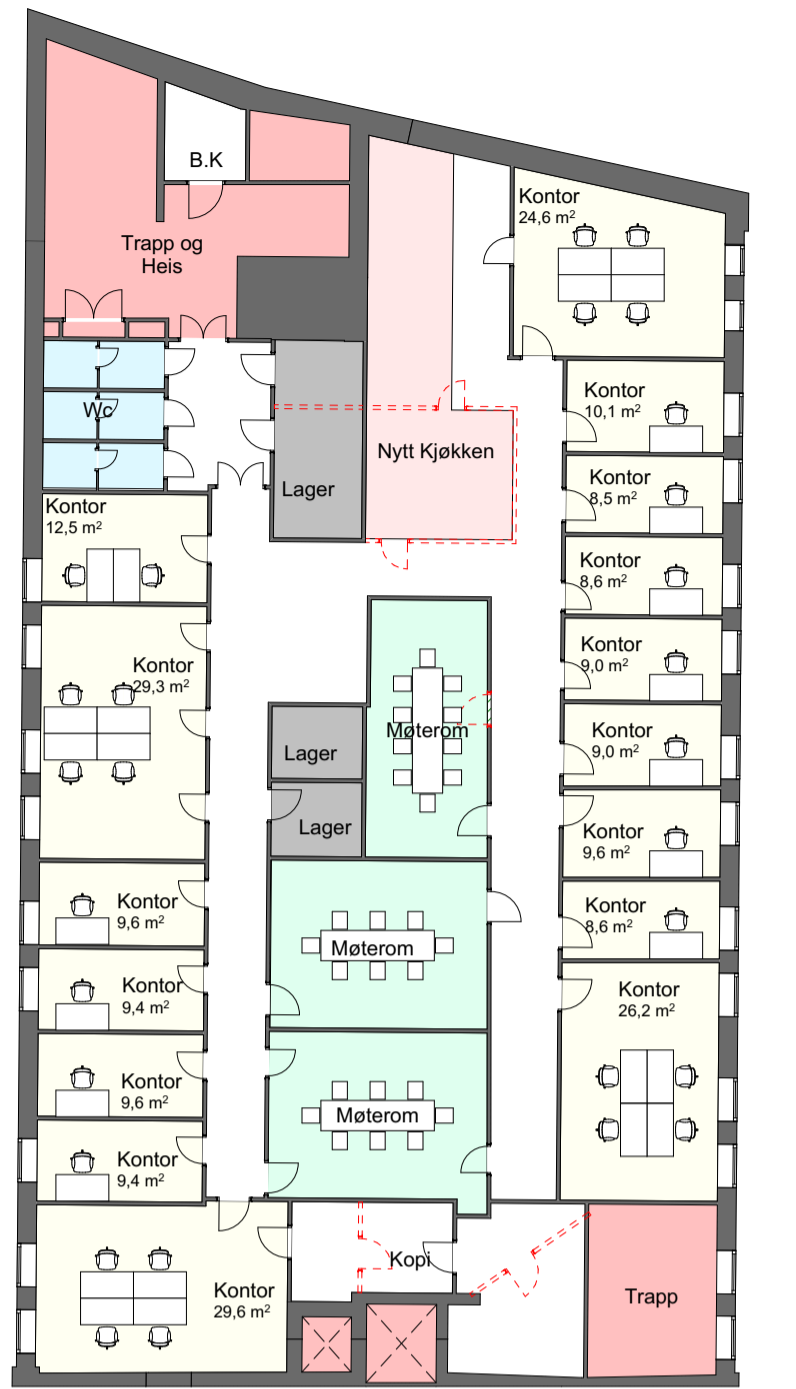 B.K
Kontor
24,6 m²
Trapp og
Heis
Kontor
10,1 m²
Wc
Nytt Kjøkken
Kontor
8,5 m²
Lager
Kontor
12,5 m²
Kontor
8,6 m²
Kontor
9,0 m²
Kontor
29,3 m²
Møterom
Kontor
9,0 m²
Lager
Lager
Kontor
9,6 m²
Kontor
9,6 m²
Kontor
8,6 m²
Møterom
Kontor
9,4 m²
Kontor
26,2 m²
Kontor
9,6 m²
Møterom
Kontor
9,4 m²
Kopi
Kontor
29,6 m²
Trapp